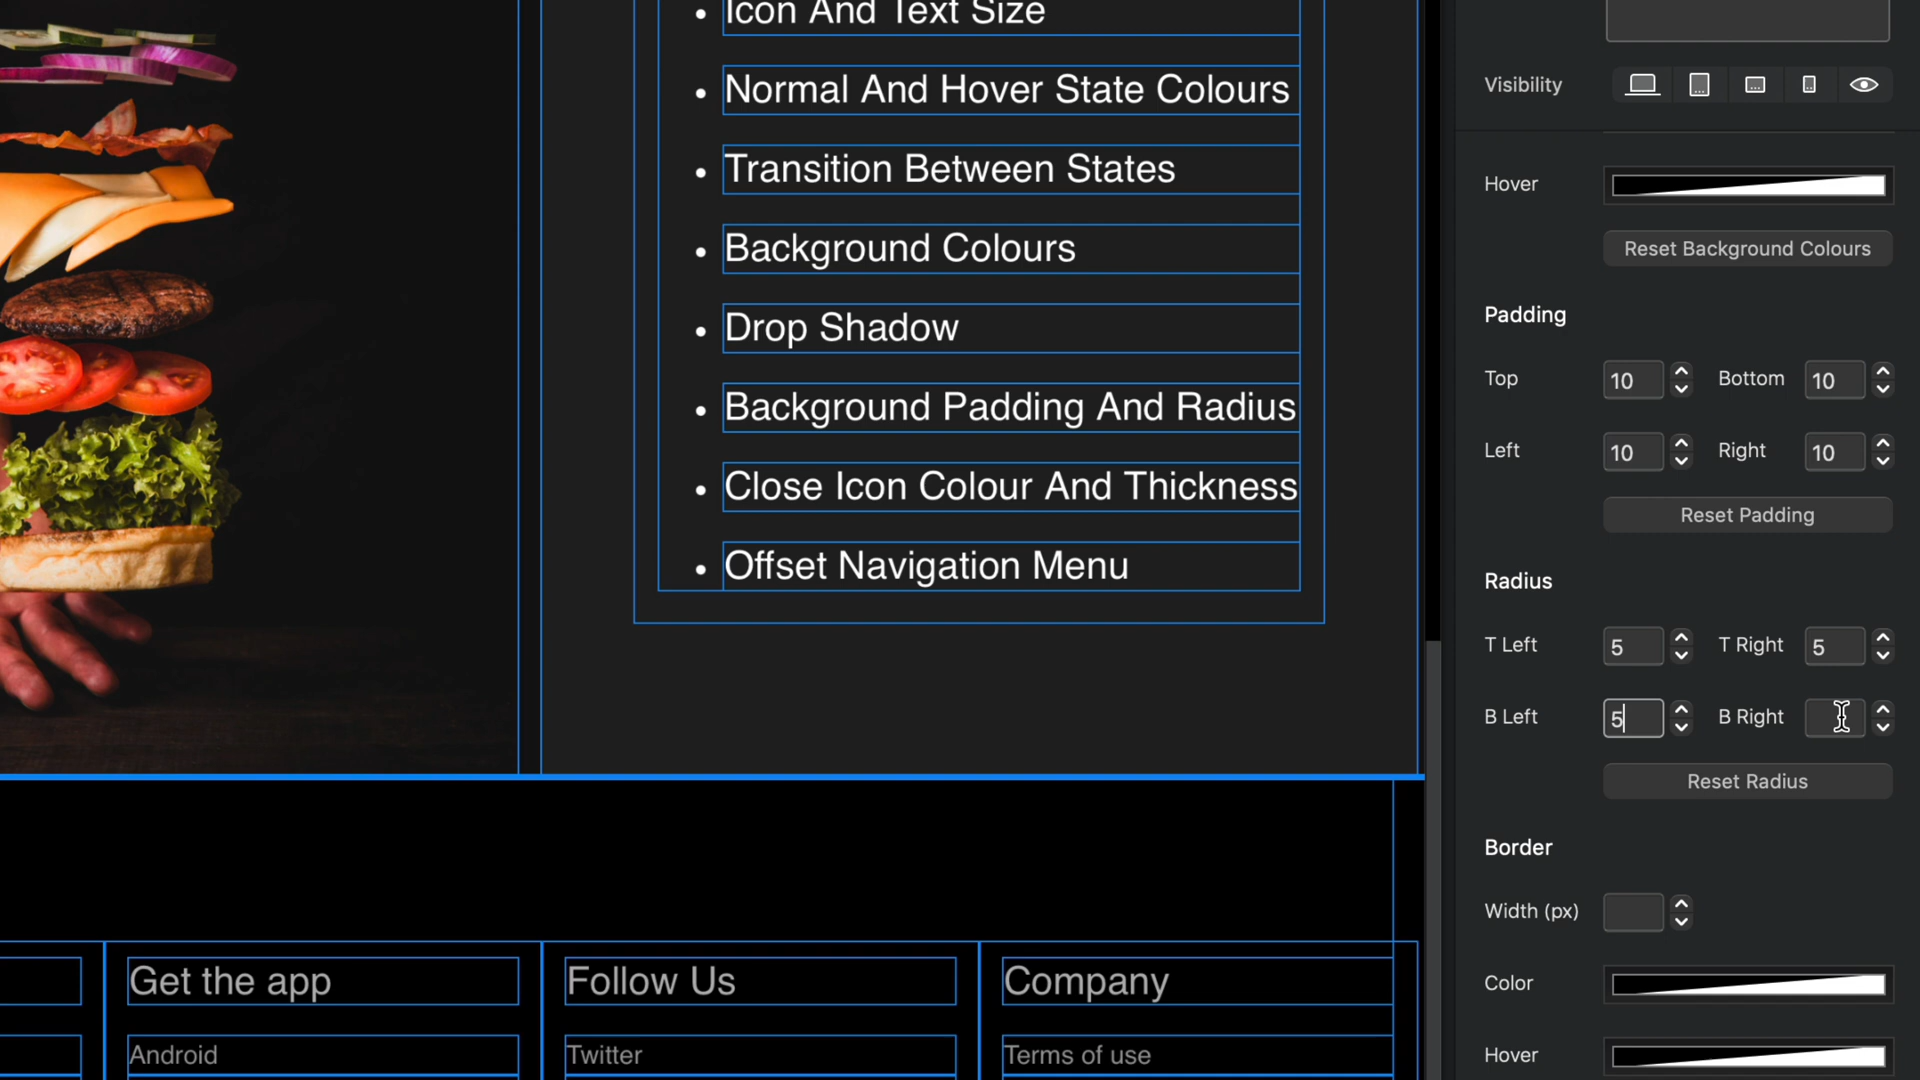 Icon And Text Size
Normal And Hover State Colours
Transition Between States
Background Colours
Drop Shadow
Background Padding And Radius
Close Icon Colour And Thickness
Offset Navigation Menu
Get the app
Follow Us
Company
Android
Twitter
Terms of use
Visibility
Hover
Reset Background Colours
Padding
Top 10 Bottom 10
Left 10 Right 10
Reset Padding
Radius
T Left 5 T Right 5
B Left 5 B Right
Reset Radius
Border
Width (px)
Color
Hover